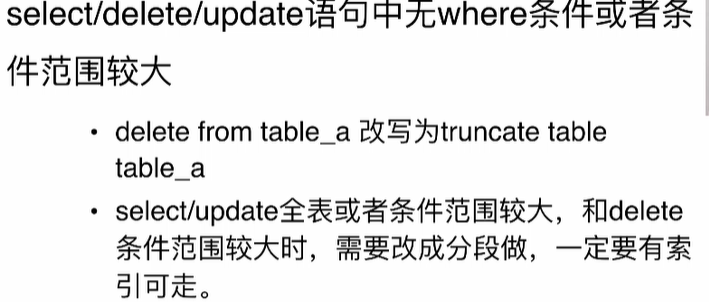 select/delete/update语句中无where条件或者条
件范围较大
• delete from table_a 改写为truncate table
table_a
• select/update全表或者条件范围较大，和delete
条件范围较大时，需要改成分段做，一定要有索
引可走。